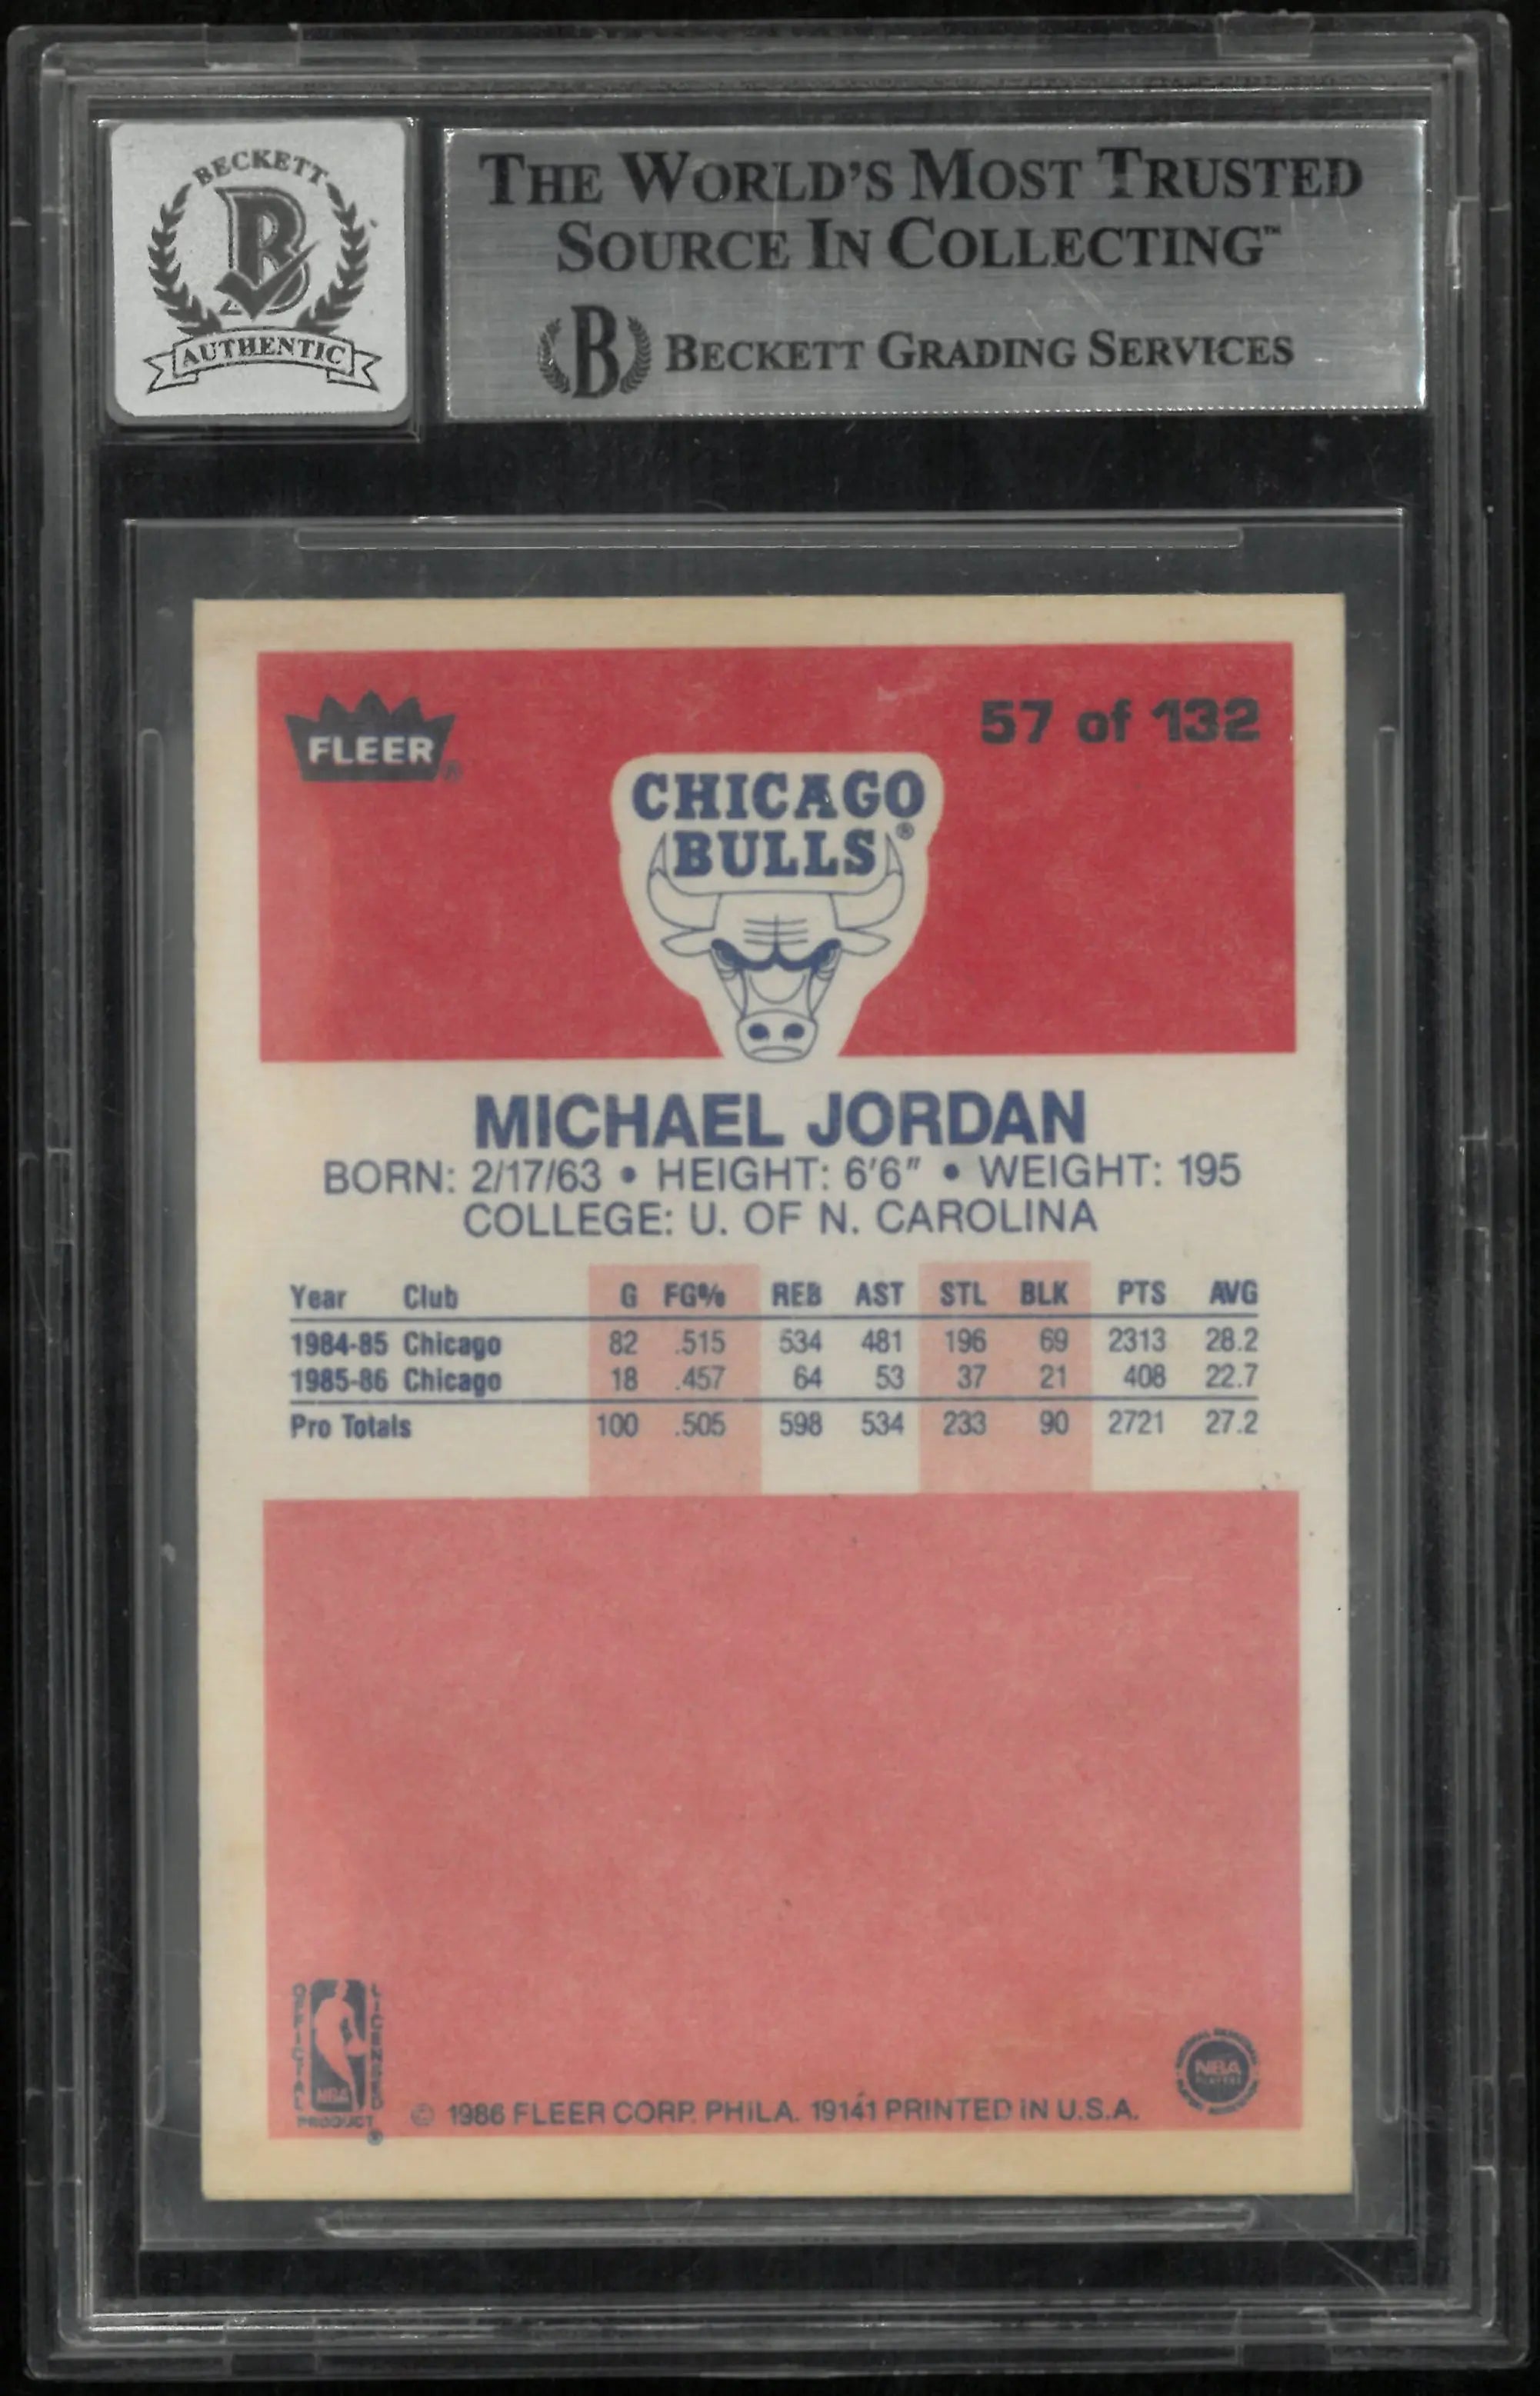 BECKETT
B
AUTHENTIC
THE WORLD'S MOST TRUSTED
SOURCE IN COLLECTING™
B BECKETT GRADING SERVICES
FLEER®
57 of 132
CHICAGO
BULLS®
MICHAEL JORDAN
BORN: 2/17/63 • HEIGHT: 6'6" • WEIGHT: 195
COLLEGE: U. OF N. CAROLINA
Year Club G FG% REB AST STL BLK PTS AVG
1984-85 Chicago 82 .515 534 481 196 69 2313 28.2
1985-86 Chicago 18 .457 64 53 37 21 408 22.7
Pro Totals 100 .505 598 534 233 90 2721 27.2
OFFICIAL
NBA
LICENSED
PRODUCT®
© 1986 FLEER CORP. PHILA. 19141 PRINTED IN U.S.A.
NBA
PLAYERS